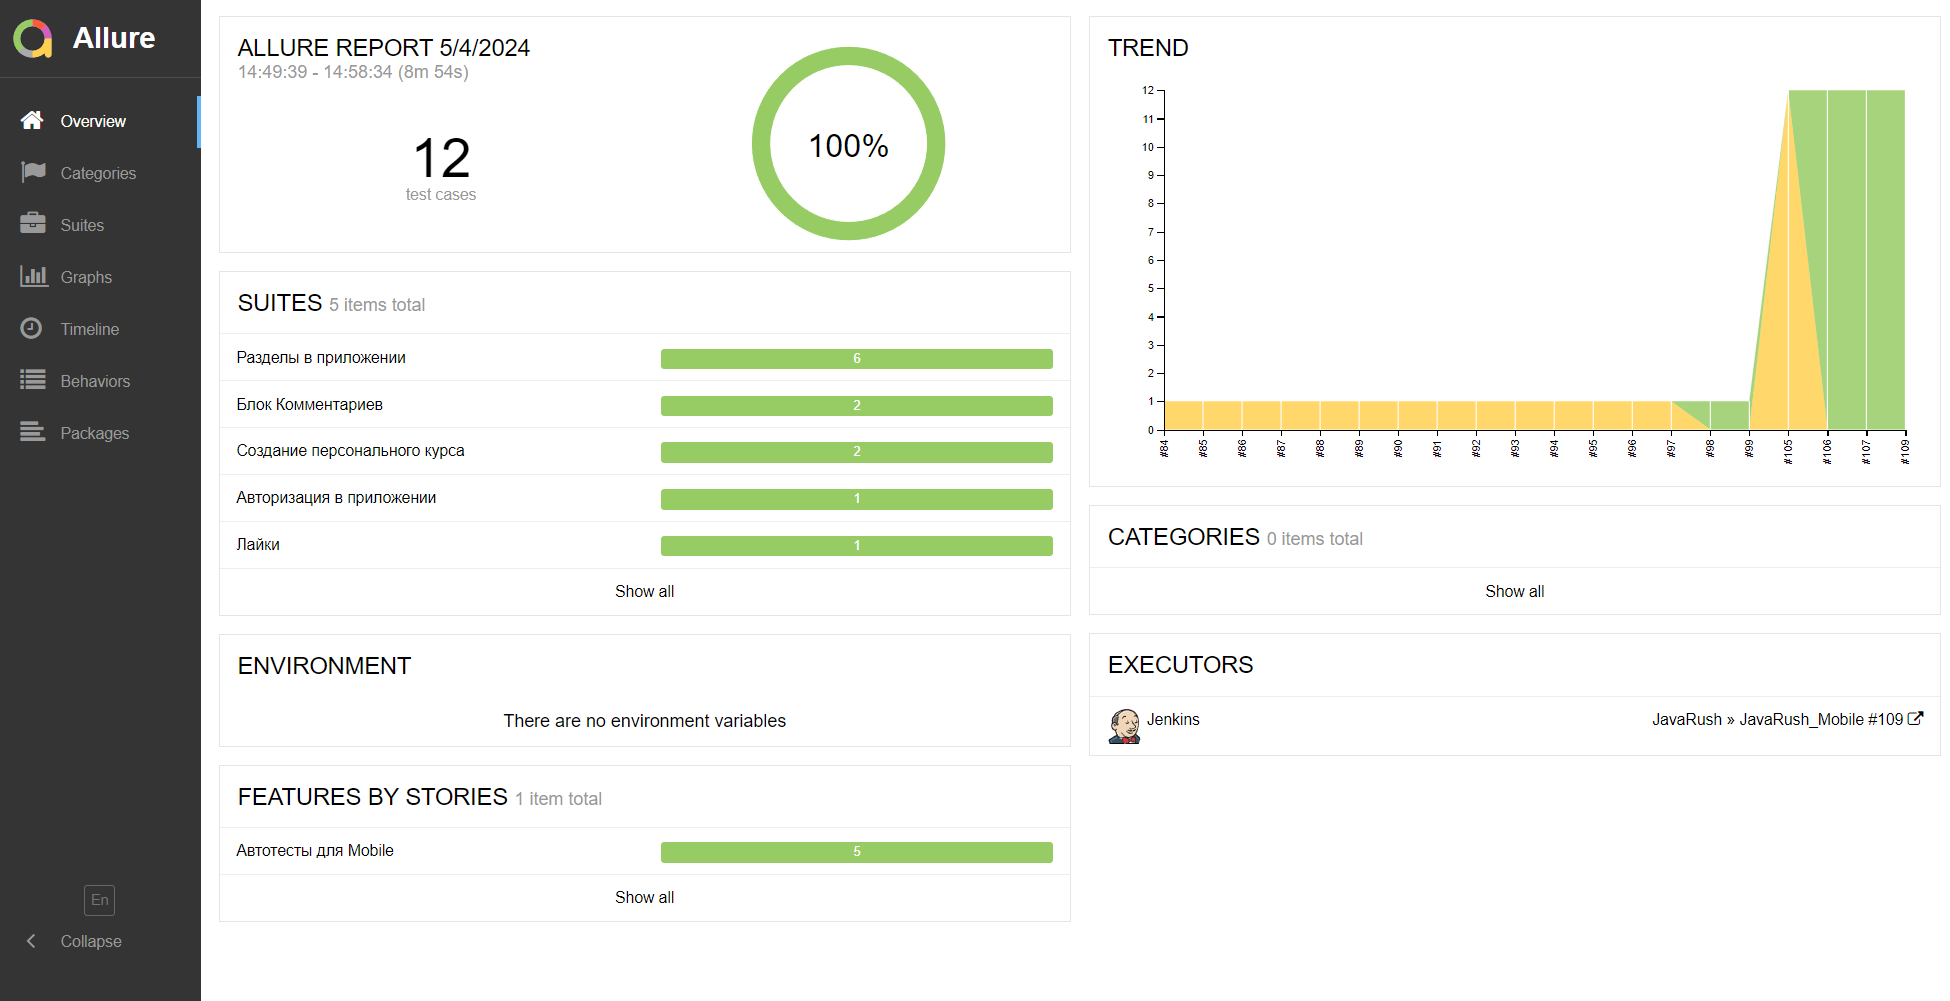 Allure
Overview
Categories
Suites
Graphs
Timeline
Behaviors
Packages
En
Collapse
ALLURE REPORT 5/4/2024
14:49:39 - 14:58:34 (8m 54s)
12
test cases
100%
SUITES 5 items total
Разделы в приложении 6
Блок Комментариев 2
Создание персонального курса 2
Авторизация в приложении 1
Лайки 1
Show all
ENVIRONMENT
There are no environment variables
FEATURES BY STORIES 1 item total
Автотесты для Mobile 5
Show all
TREND
12
11
10
9
8
7
6
5
4
3
2
1
0
#84 #85 #86 #87 #88 #89 #90 #91 #92 #93 #94 #95 #96 #97 #98 #99 #105 #106 #107 #109
CATEGORIES 0 items total
Show all
EXECUTORS
Jenkins JavaRush » JavaRush_Mobile #109